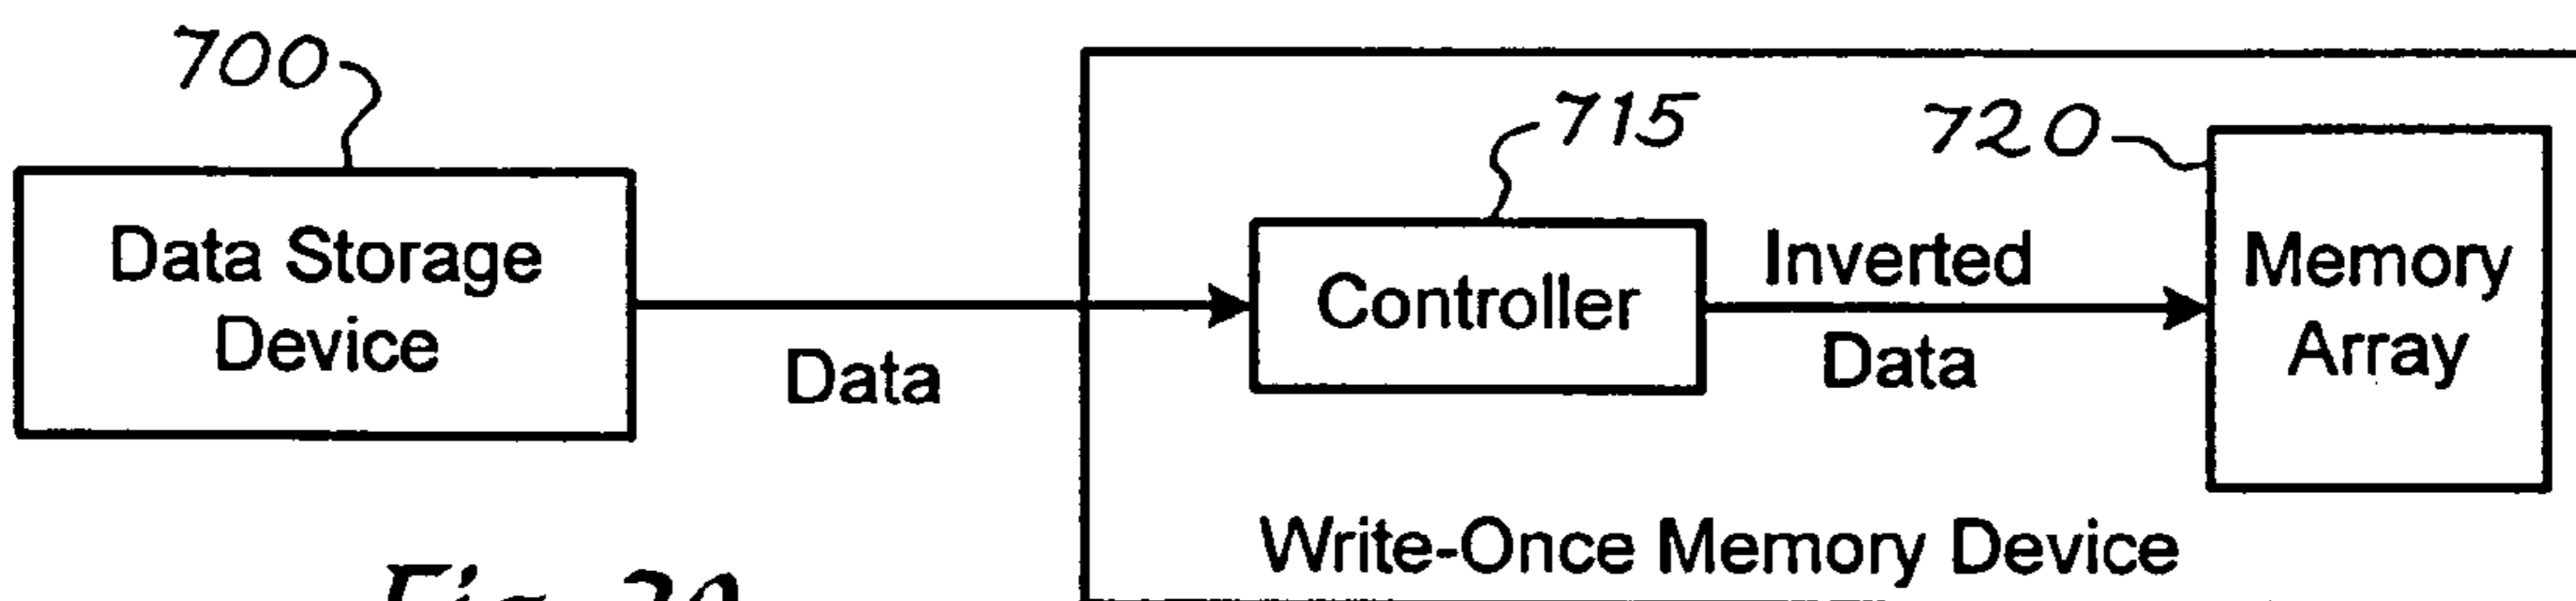 700
715
720
Data Storage
Device
Data
Controller
Inverted
Data
Memory
Array
Write-Once Memory Device